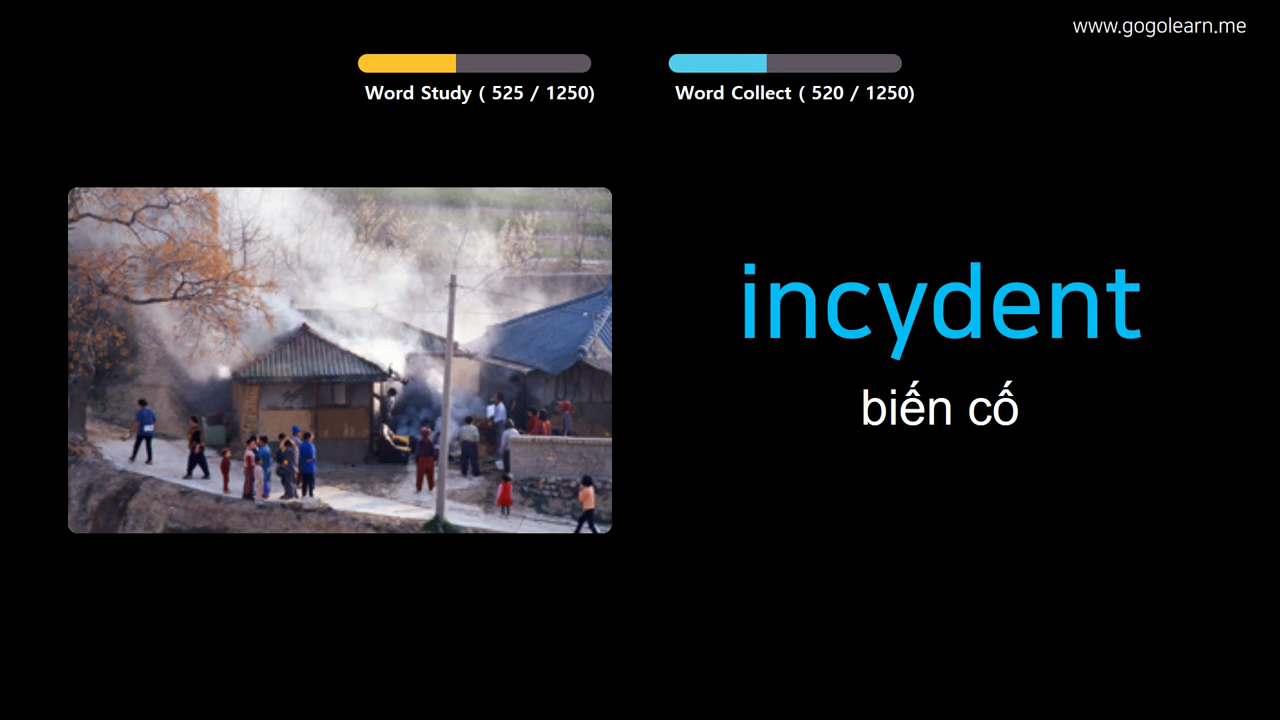 www.gogolearn.me
Word Study ( 525 / 1250)
Word Collect ( 520 / 1250)
incydent
biến cố